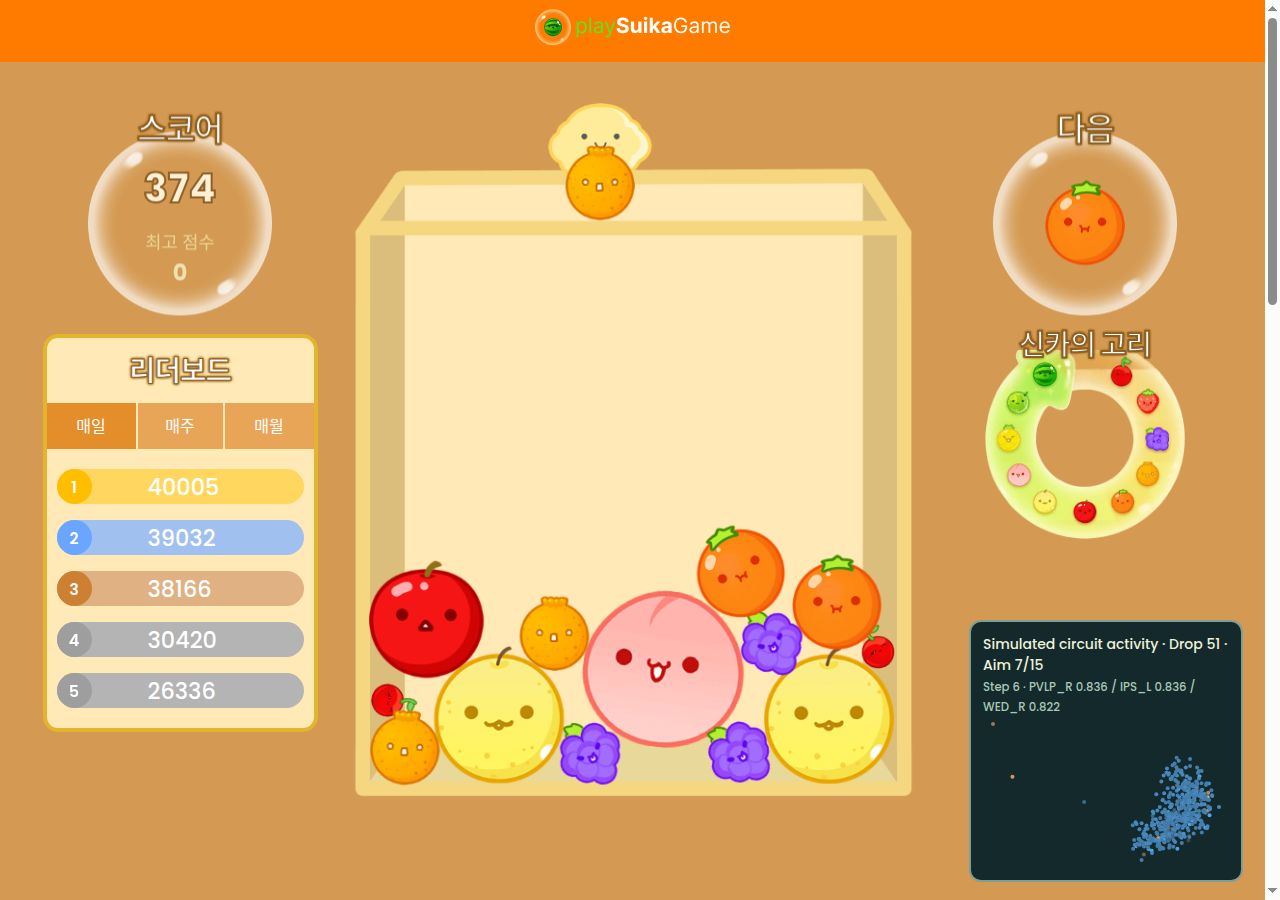 playSuikaGame
스코어
374
최고 점수
0
리더보드
매일 매주 매월
1 40005
2 39032
3 38166
4 30420
5 26336
다음
신카의 고리
Simulated circuit activity · Drop 51 ·
Aim 7/15
Step 6 · PVLP_R 0.836 / IPS_L 0.836 /
WED_R 0.822